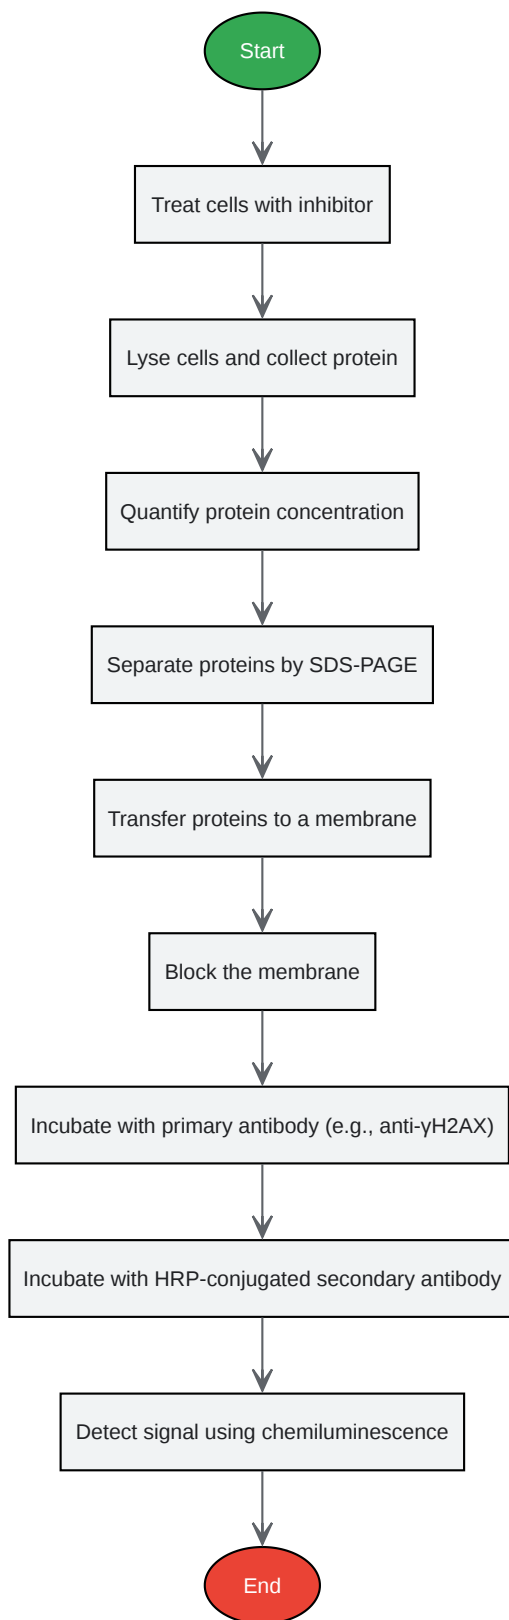 Start
Treat cells with inhibitor
Lyse cells and collect protein
Quantify protein concentration
Separate proteins by SDS-PAGE
Transfer proteins to a membrane
Block the membrane
Incubate with primary antibody (e.g., anti-γH2AX)
Incubate with HRP-conjugated secondary antibody
Detect signal using chemiluminescence
End